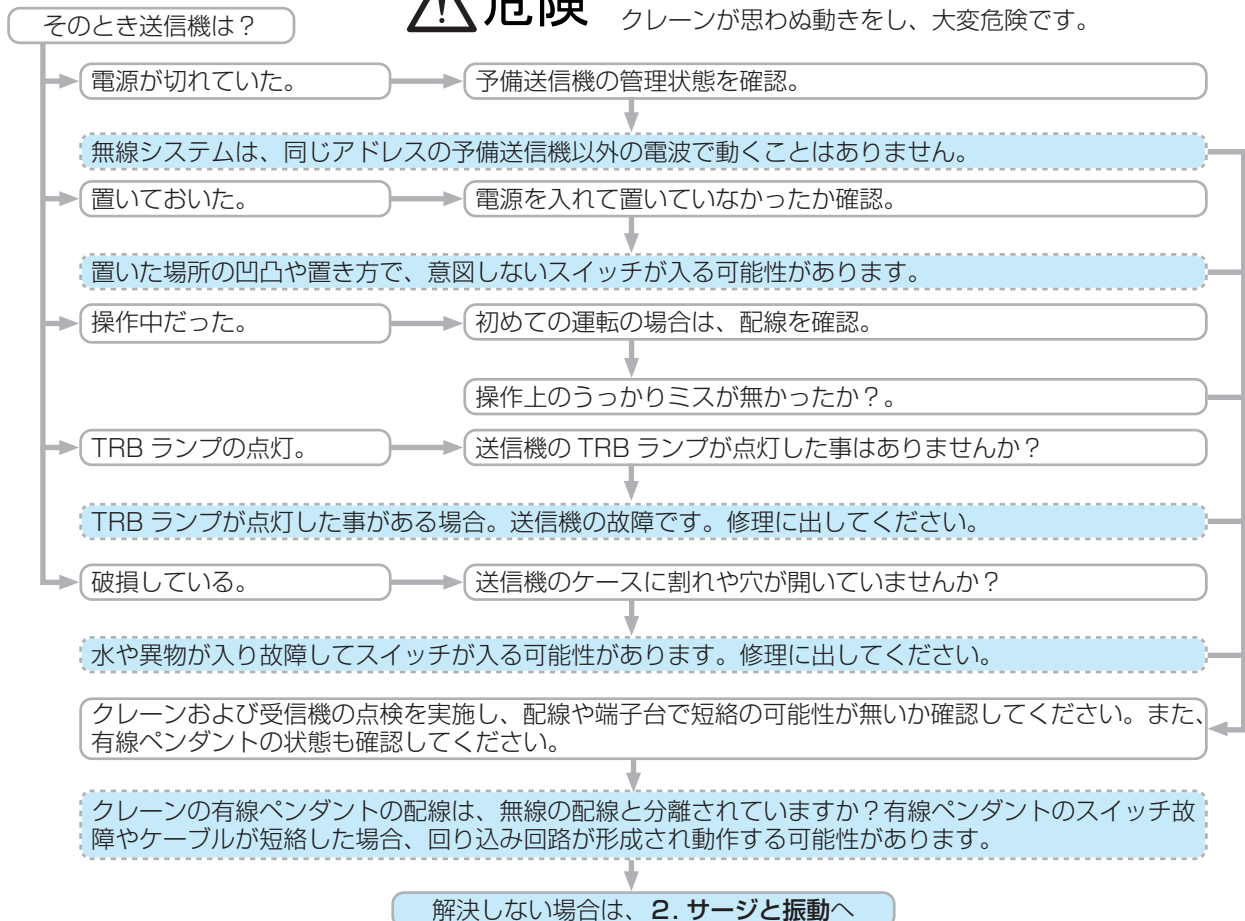 そのとき送信機は？
危険
クレーンが思わぬ動きをし、大変危険です。
電源が切れていた。
予備送信機の管理状態を確認。
無線システムは、同じアドレスの予備送信機以外の電波で動くことはありません。
置いておいた。
電源を入れて置いていなかったか確認。
置いた場所の凹凸や置き方で、意図しないスイッチが入る可能性があります。
操作中だった。
初めての運転の場合は、配線を確認。
操作上のうっかりミスが無かったか？。
TRB ランプの点灯。
送信機の TRB ランプが点灯した事はありませんか？
TRB ランプが点灯した事がある場合。送信機の故障です。修理に出してください。
破損している。
送信機のケースに割れや穴が開いていませんか？
水や異物が入り故障してスイッチが入る可能性があります。修理に出してください。
クレーンおよび受信機の点検を実施し、配線や端子台で短絡の可能性が無いか確認してください。また、
有線ペンダントの状態も確認してください。
クレーンの有線ペンダントの配線は、無線の配線と分離されていますか？有線ペンダントのスイッチ故
障やケーブルが短絡した場合、回り込み回路が形成され動作する可能性があります。
解決しない場合は、2. サージと振動へ